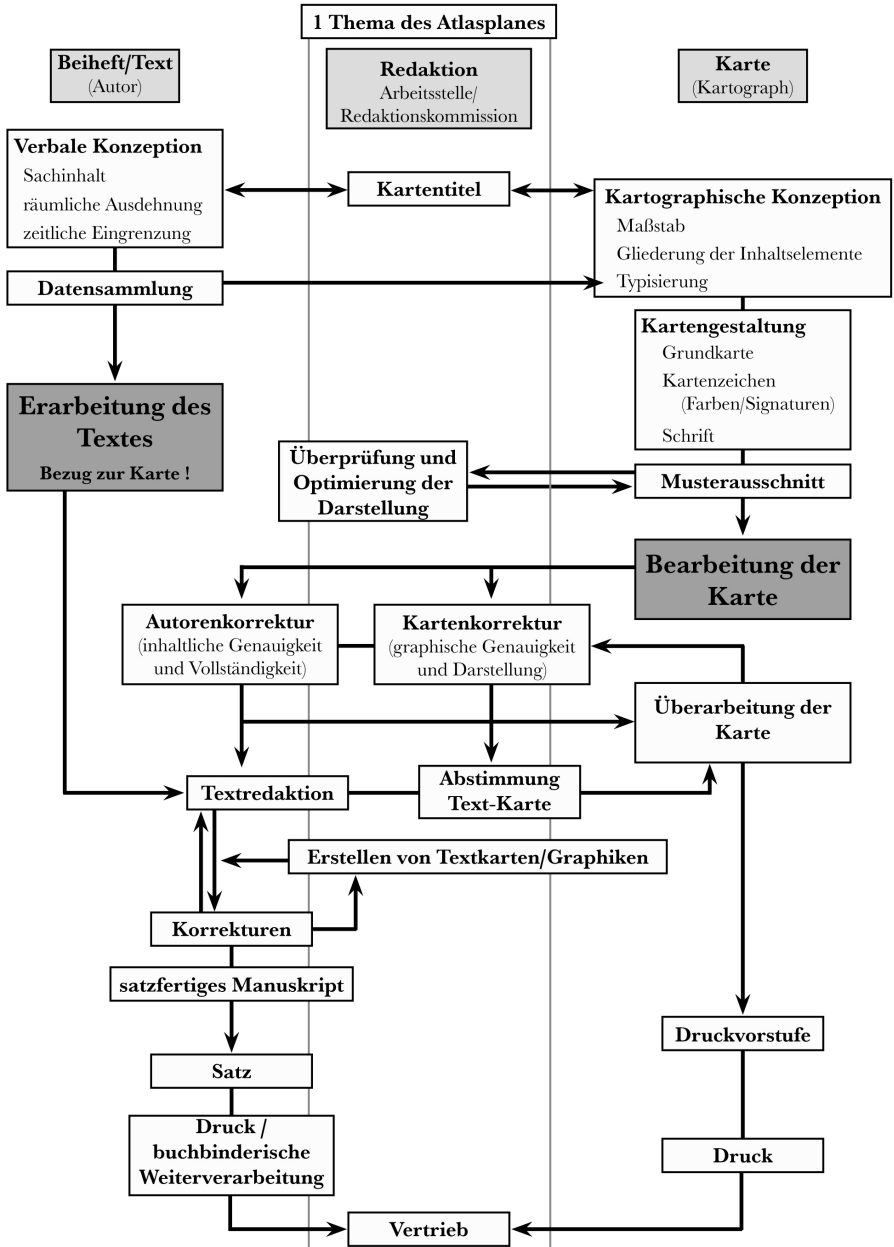 1 Thema des Atlasplanes
Beiheft/Text
(Autor)
Redaktion
Arbeitsstelle/
Redaktionskommission
Karte
(Kartograph)
Verbale Konzeption
Sachinhalt
räumliche Ausdehnung
zeitliche Eingrenzung
Kartentitel
Kartographische Konzeption
Maßstab
Gliederung der Inhaltselemente
Typisierung
Datensammlung
Kartengestaltung
Grundkarte
Kartenzeichen
(Farben/Signaturen)
Schrift
Erarbeitung des
Textes
Bezug zur Karte !
Überprüfung und
Optimierung der
Darstellung
Musterausschnitt
Bearbeitung der
Karte
Autorenkorrektur
(inhaltliche Genauigkeit
und Vollständigkeit)
Kartenkorrektur
(graphische Genauigkeit
und Darstellung)
Überarbeitung der
Karte
Textredaktion
Abstimmung
Text-Karte
Erstellen von Textkarten/Graphiken
Korrekturen
satzfertiges Manuskript
Druckvorstufe
Satz
Druck /
buchbinderische
Weiterverarbeitung
Druck
Vertrieb